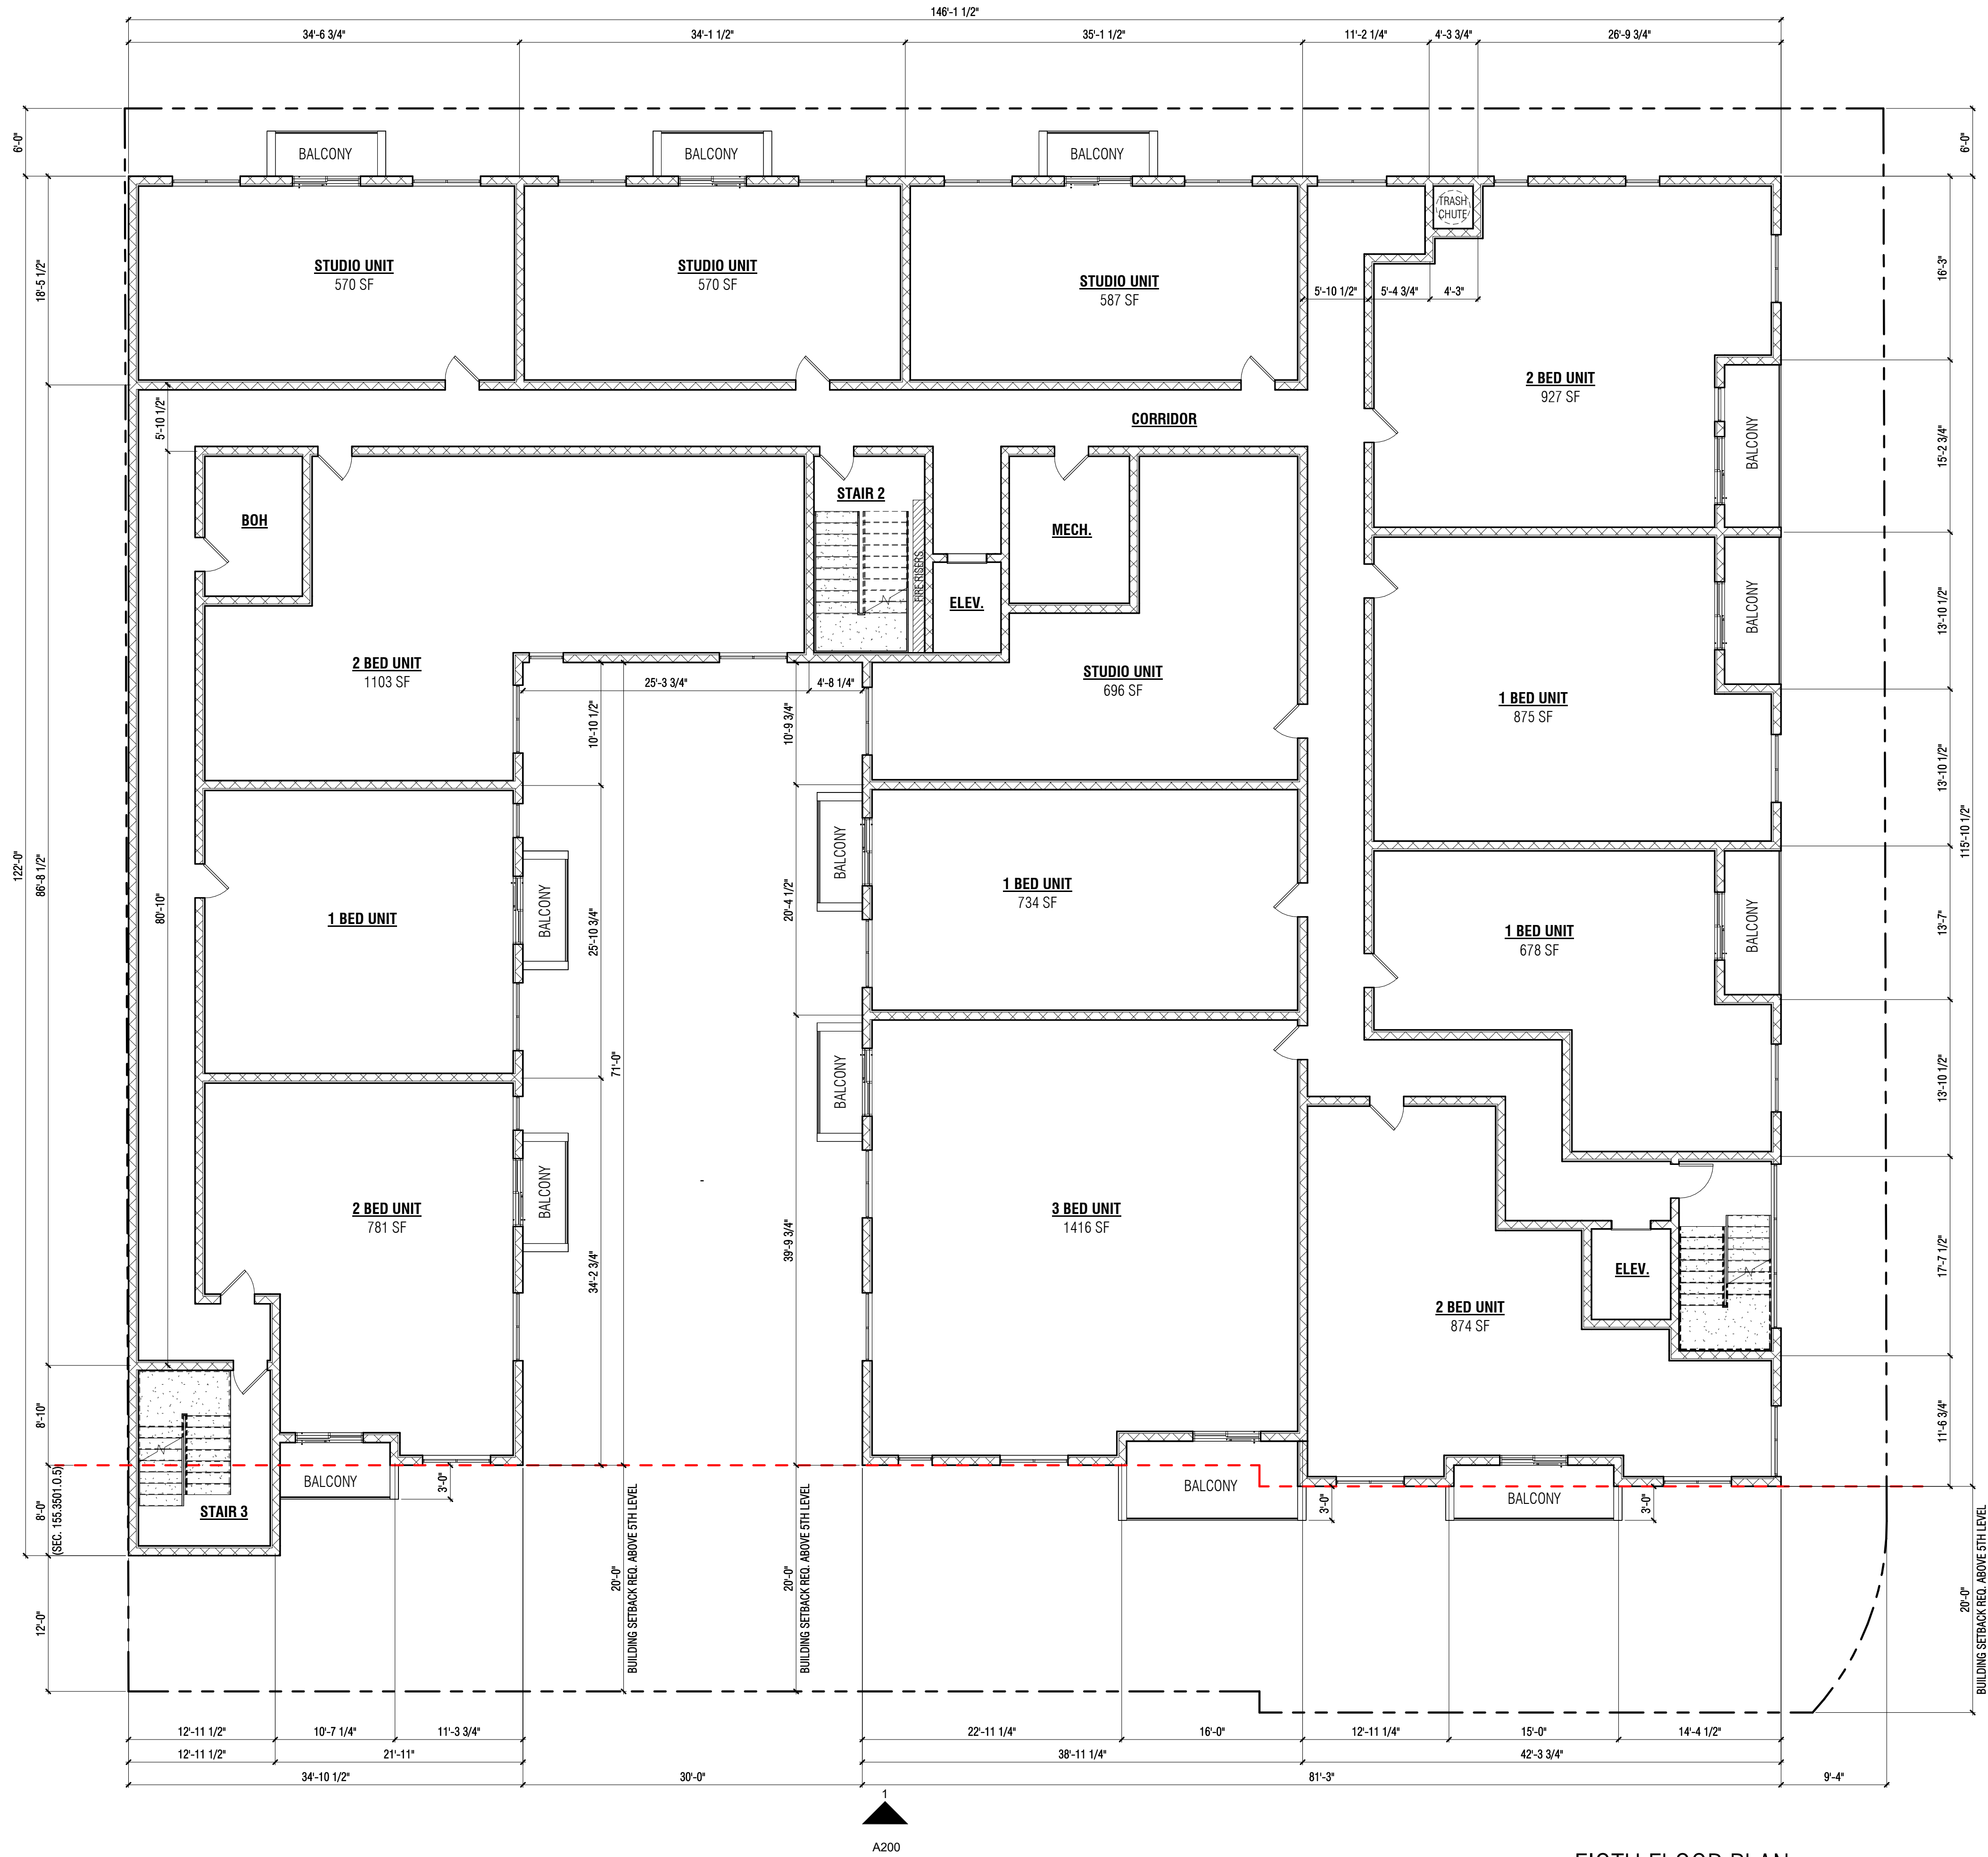 146'-1 1/2"
34'-6 3/4"
34'-1 1/2"
35'-1 1/2"
11'-2 1/4"
4'-3 3/4"
26'-9 3/4"
6'-0"
6'-0"
BALCONY
BALCONY
BALCONY
TRASH
CHUTE
18'-5 1/2"
STUDIO UNIT
570 SF
STUDIO UNIT
570 SF
STUDIO UNIT
587 SF
5'-10 1/2"
5'-4 3/4"
4'-3"
16'-3"
2 BED UNIT
927 SF
5'-10 1/2"
CORRIDOR
BALCONY
15'-2 3/4"
STAIR 2
BOH
MECH.
FIRE RISERS
ELEV.
BALCONY
13'-10 1/2"
2 BED UNIT
1103 SF
STUDIO UNIT
696 SF
25'-3 3/4"
4'-8 1/4"
1 BED UNIT
875 SF
10'-10 1/2"
10'-9 3/4"
13'-10 1/2"
122'-0"
86'-8 1/2"
80'-10"
115'-10 1/2"
BALCONY
1 BED UNIT
734 SF
20'-4 1/2"
1 BED UNIT
BALCONY
25'-10 3/4"
1 BED UNIT
678 SF
BALCONY
13'-7"
71'-0"
BALCONY
13'-10 1/2"
2 BED UNIT
781 SF
BALCONY
34'-2 3/4"
39'-9 3/4"
3 BED UNIT
1416 SF
17'-7 1/2"
ELEV.
2 BED UNIT
874 SF
8'-10"
11'-6 3/4"
BALCONY
3'-0"
BALCONY
3'-0"
BALCONY
3'-0"
8'-0"
(SEC. 155.3501.O.5)
STAIR 3
12'-0"
20'-0"
BUILDING SETBACK REQ. ABOVE 5TH LEVEL
20'-0"
BUILDING SETBACK REQ. ABOVE 5TH LEVEL
20'-0"
BUILDING SETBACK REQ. ABOVE 5TH LEVEL
12'-11 1/2"
10'-7 1/4"
11'-3 3/4"
22'-11 1/4"
16'-0"
12'-11 1/4"
15'-0"
14'-4 1/2"
12'-11 1/2"
21'-11"
38'-11 1/4"
42'-3 3/4"
34'-10 1/2"
30'-0"
81'-3"
9'-4"
1
A200